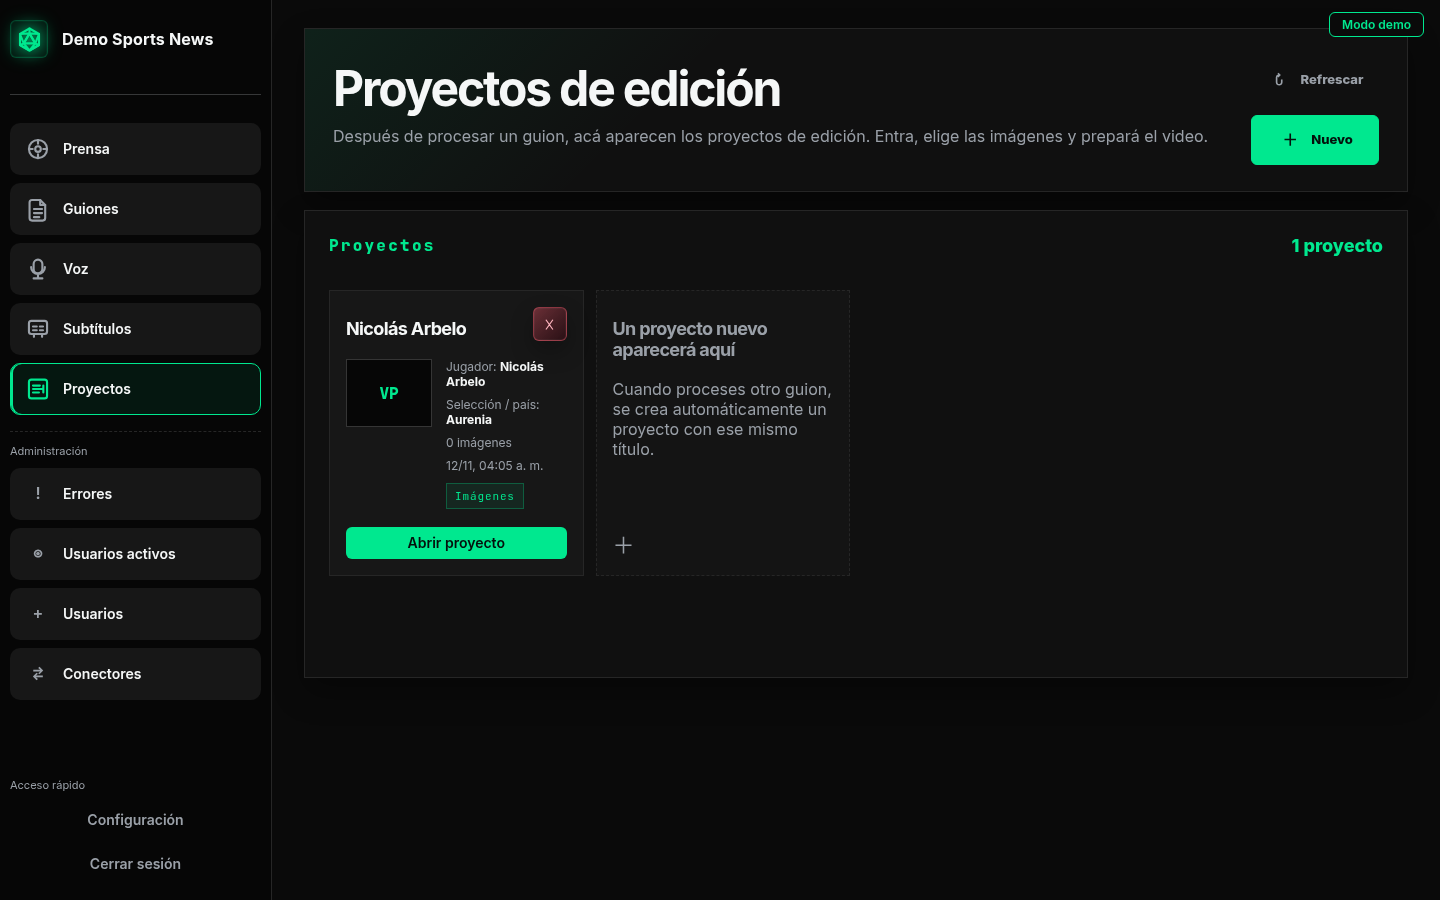 Demo Sports News
Modo demo
Prensa
Guiones
Voz
Subtítulos
Proyectos
Administración
Errores
Usuarios activos
Usuarios
Conectores
Acceso rápido
Configuración
Cerrar sesión
Proyectos de edición
Después de procesar un guion, acá aparecen los proyectos de edición. Entra, elige las imágenes y prepará el video.
Refrescar
Nuevo
Proyectos
1 proyecto
Nicolás Arbelo
X
VP
Jugador: Nicolás
Arbelo
Selección / país:
Aurenia
0 imágenes
12/11, 04:05 a. m.
Imágenes
Abrir proyecto
Un proyecto nuevo
aparecerá aquí
Cuando proceses otro guion,
se crea automáticamente un
proyecto con ese mismo
título.